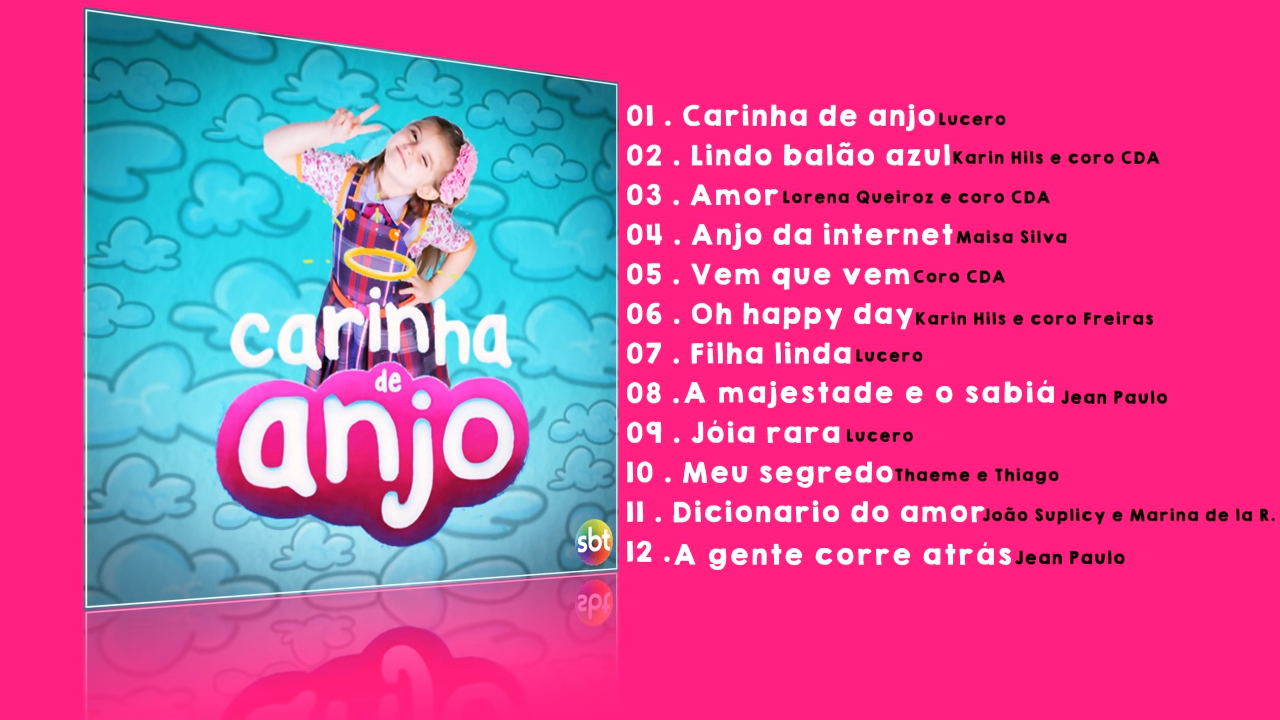 carinha
de
anjo
sbt
01 . Carinha de anjo Lucero
02 . Lindo balão azul Karin Hils e coro CDA
03 . Amor Lorena Queiroz e coro CDA
04 . Anjo da internet Maisa Silva
05 . Vem que vem Coro CDA
06 . Oh happy day Karin Hils e coro Freiras
07 . Filha linda Lucero
08 .A majestade e o sabiá Jean Paulo
09 . Jóia rara Lucero
10 . Meu segredo Thaeme e Thiago
11 . Dicionario do amor João Suplicy e Marina de la R.
12 .A gente corre atrás Jean Paulo